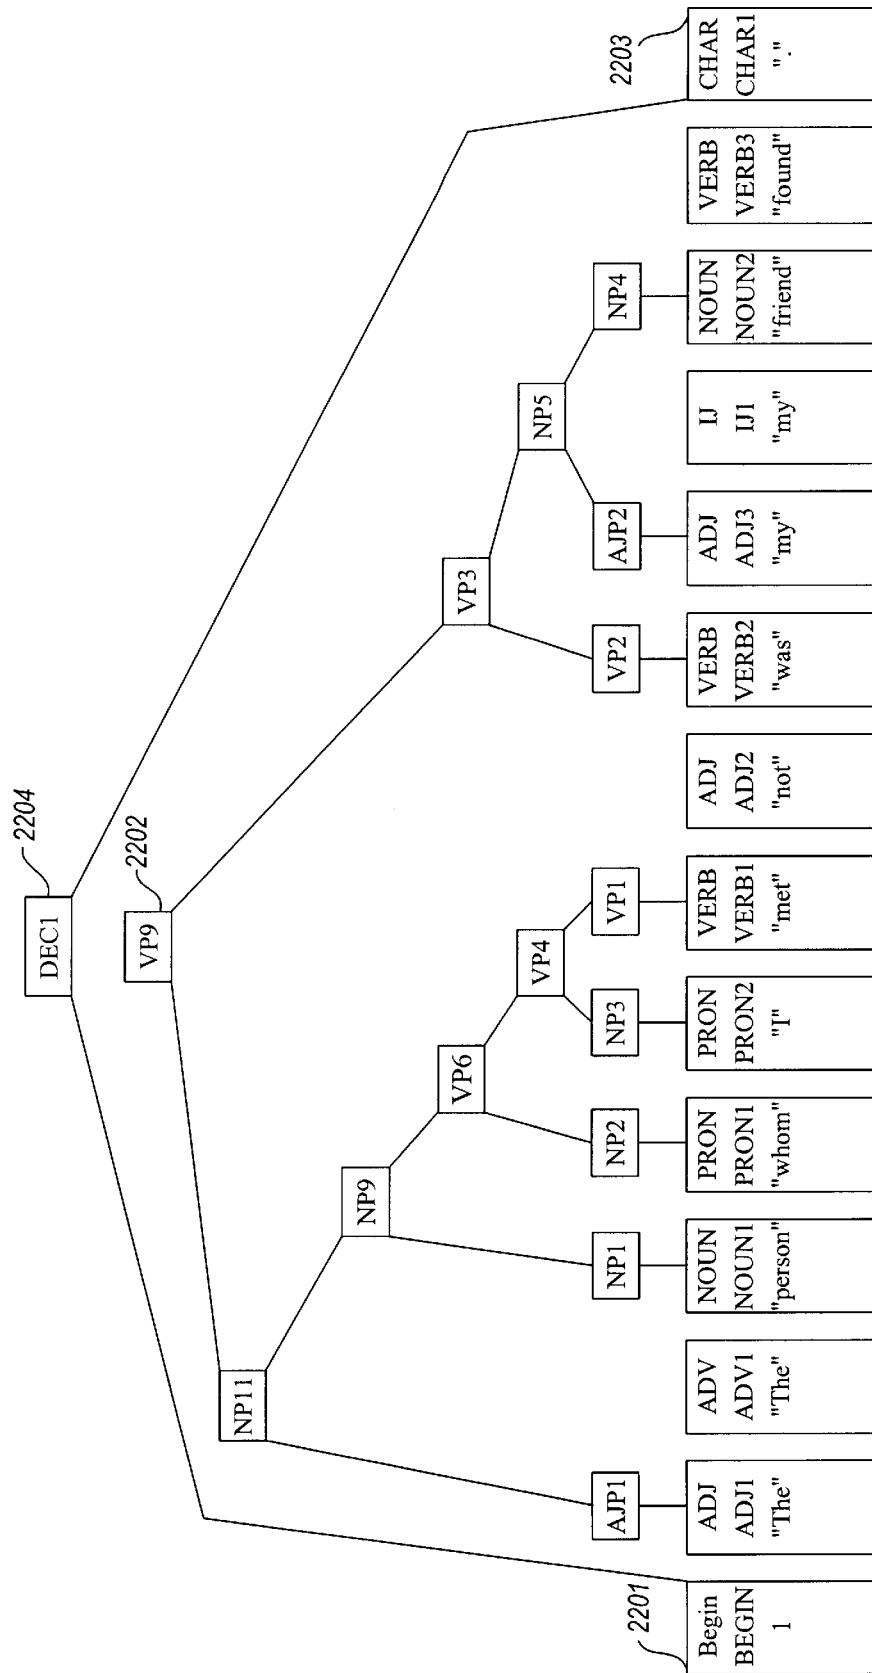 DEC1
2204
VP9
2202
NP11
NP9
VP3
VP6
VP4
NP5
AJP1
NP1
NP2
NP3
VP1
VP2
AJP2
NP4
2201
2203
Begin
BEGIN
1
ADJ
ADJ1
"The"
ADV
ADV1
"The"
NOUN
NOUN1
"person"
PRON
PRON1
"whom"
PRON
PRON2
"I"
VERB
VERB1
"met"
ADJ
ADJ2
"not"
VERB
VERB2
"was"
ADJ
ADJ3
"my"
IJ
IJ1
"my"
NOUN
NOUN2
"friend"
VERB
VERB3
"found"
CHAR
CHAR1
"."